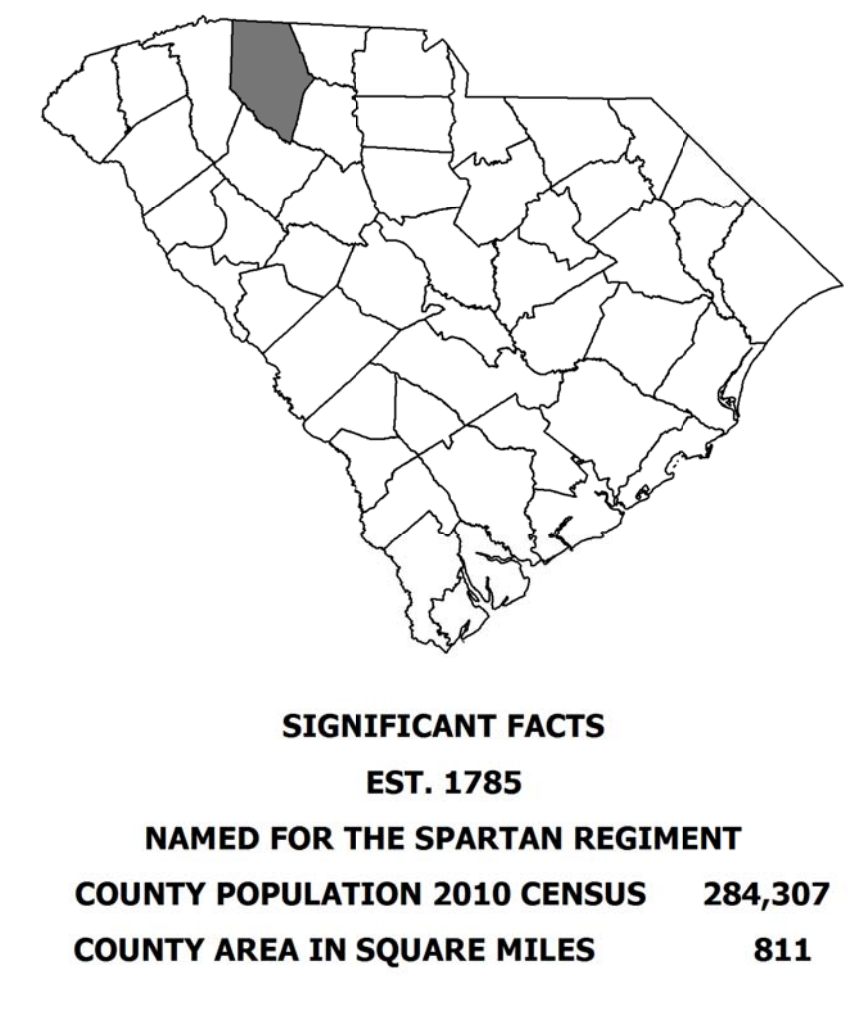 SIGNIFICANT FACTS
EST. 1785
NAMED FOR THE SPARTAN REGIMENT
COUNTY POPULATION 2010 CENSUS 284,307
COUNTY AREA IN SQUARE MILES 811